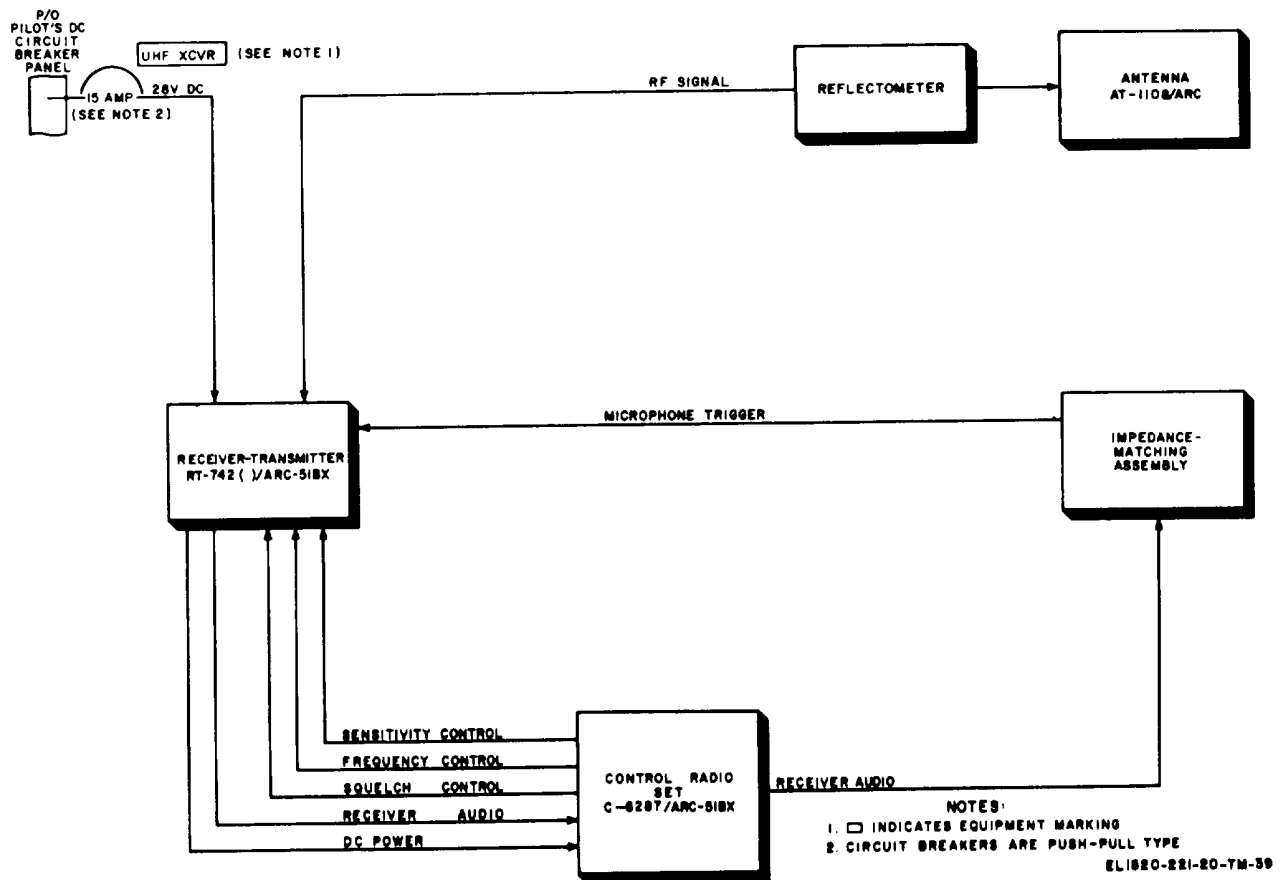 P/O
PILOT'S DC
CIRCUIT
BREAKER
PANEL
UHF XCVR (SEE NOTE 1)
15 AMP 28V DC
(SEE NOTE 2)
RF SIGNAL
REFLECTOMETER
ANTENNA
AT-1108/ARC
RECEIVER-TRANSMITTER
RT-742( )/ARC-51BX
MICROPHONE TRIGGER
IMPEDANCE-
MATCHING
ASSEMBLY
SENSITIVITY CONTROL
FREQUENCY CONTROL
SQUELCH CONTROL
RECEIVER AUDIO
DC POWER
CONTROL RADIO
SET
C-6287/ARC-51BX
RECEIVER AUDIO
NOTES:
1. INDICATES EQUIPMENT MARKING
2. CIRCUIT BREAKERS ARE PUSH-PULL TYPE
EL1520-221-20-TM-39